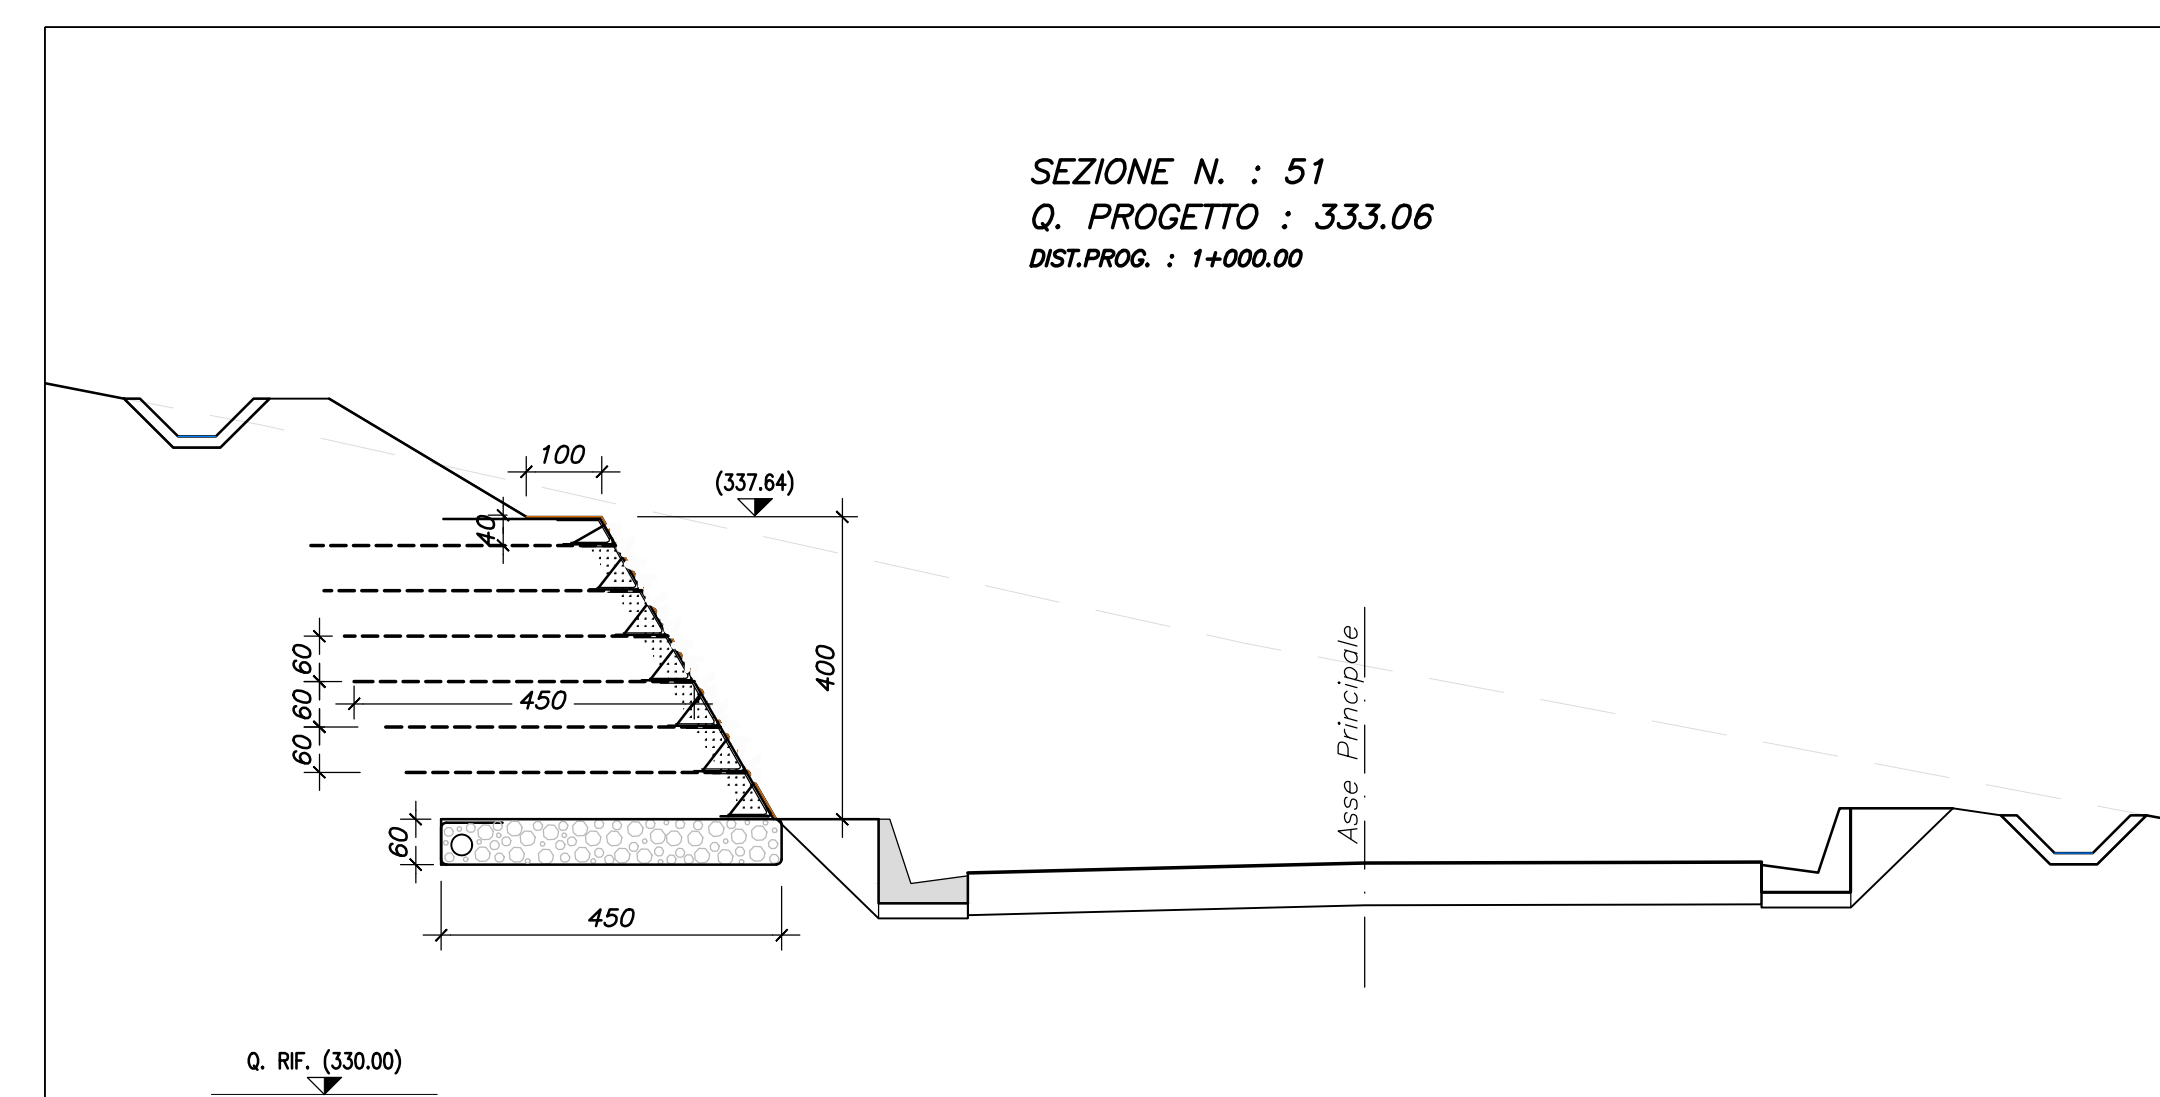 SEZIONE N. : 51
Q. PROGETTO : 333.06
DIST.PROG. : 1+000.00
100
(337.64)
40
400
Asse Principale
60
60
60
450
60
450
Q. RIF. (330.00)